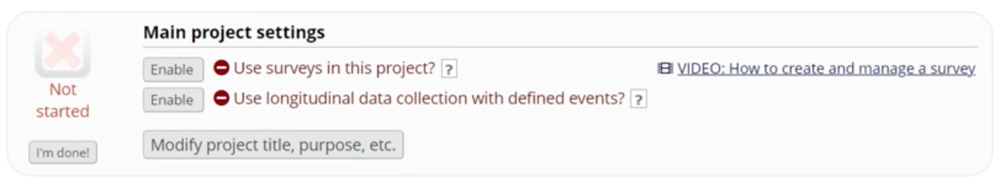 Main project settings
Enable Use surveys in this project? ? VIDEO: How to create and manage a survey
Not
started
Enable Use longitudinal data collection with defined events? ?
I'm done!
Modify project title, purpose, etc.